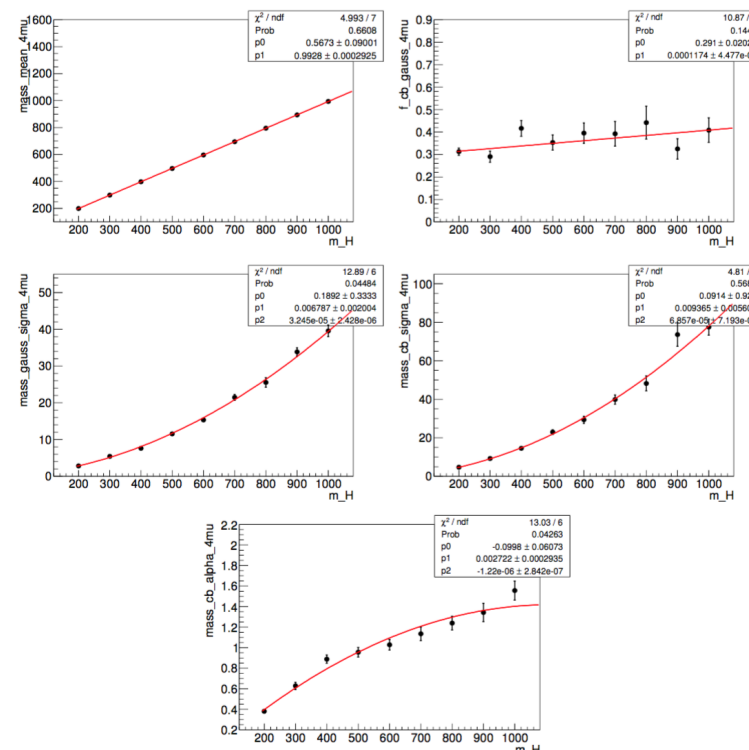 χ² / ndf 4.993 / 7
Prob 0.6608
p0 0.5673 ± 0.09001
p1 0.9928 ± 0.0002925
mass_mean_4mu
1600
1400
1200
1000
800
600
400
200
200 300 400 500 600 700 800 900 1000
m_H
χ² / ndf 10.87 /
Prob 0.144
p0 0.291 ± 0.0202
p1 0.0001174 ± 4.477e-0
f_cb_gauss_4mu
0.9
0.8
0.7
0.6
0.5
0.4
0.3
0.2
0.1
0
200 300 400 500 600 700 800 900 1000
m_H
χ² / ndf 12.89 / 6
Prob 0.04484
p0 0.1892 ± 0.3333
p1 0.006787 ± 0.002004
p2 3.245e-05 ± 2.428e-06
mass_gauss_sigma_4mu
50
40
30
20
10
0
200 300 400 500 600 700 800 900 1000
m_H
χ² / ndf 4.81 /
Prob 0.568
p0 0.0914 ± 0.92
p1 0.009365 ± 0.00560
p2 6.857e-05 ± 7.193e-0
mass_cb_sigma_4mu
100
80
60
40
20
0
200 300 400 500 600 700 800 900 1000
m_H
χ² / ndf 13.03 / 6
Prob 0.04263
p0 -0.0998 ± 0.06073
p1 0.002722 ± 0.0002935
p2 -1.22e-06 ± 2.842e-07
mass_cb_alpha_4mu
2.2
2
1.8
1.6
1.4
1.2
1
0.8
0.6
0.4
0.2
200 300 400 500 600 700 800 900 1000
m_H